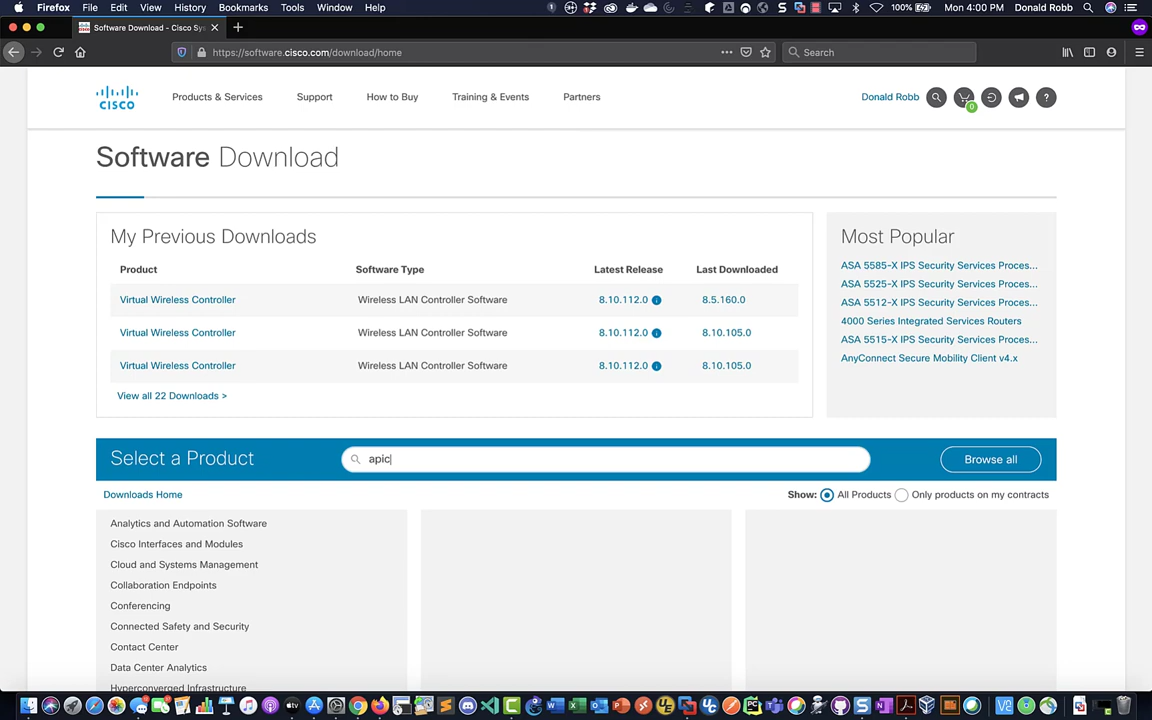 Firefox File Edit View History Bookmarks Tools Window Help
100% Mon 4:00 PM Donald Robb
Software Download - Cisco Sys
https://software.cisco.com/download/home
Search
CISCO
Products & Services Support How to Buy Training & Events Partners
Donald Robb
0
?
Software Download
My Previous Downloads
Product Software Type Latest Release Last Downloaded
Virtual Wireless Controller Wireless LAN Controller Software 8.10.112.0 8.5.160.0
Virtual Wireless Controller Wireless LAN Controller Software 8.10.112.0 8.10.105.0
Virtual Wireless Controller Wireless LAN Controller Software 8.10.112.0 8.10.105.0
View all 22 Downloads >
Most Popular
ASA 5585-X IPS Security Services Proces...
ASA 5525-X IPS Security Services Proces...
ASA 5512-X IPS Security Services Proces...
4000 Series Integrated Services Routers
ASA 5515-X IPS Security Services Proces...
AnyConnect Secure Mobility Client v4.x
Select a Product
apic
Browse all
Downloads Home
Show: All Products Only products on my contracts
Analytics and Automation Software
Cisco Interfaces and Modules
Cloud and Systems Management
Collaboration Endpoints
Conferencing
Connected Safety and Security
Contact Center
Data Center Analytics
Hyperconverged Infrastructure